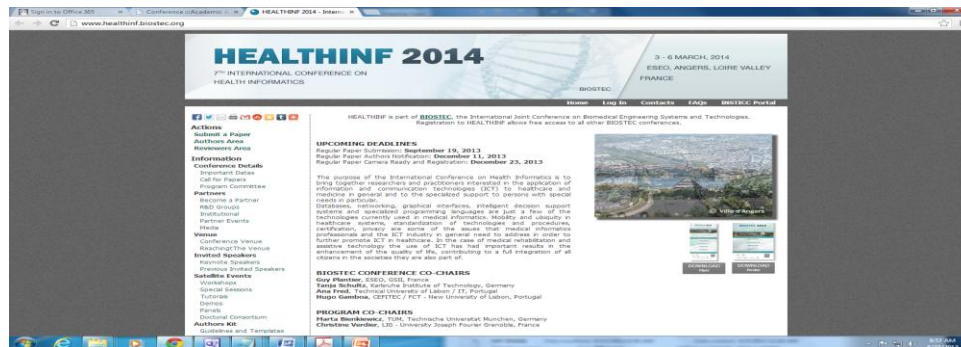 Sign in to Office 365
HEALTHINF 2014 - Intern
www.healthinf.biostec.org
HEALTHINF 2014
7TH INTERNATIONAL CONFERENCE ON
HEALTH INFORMATICS
3 - 6 MARCH, 2014
ESEO, ANGERS, LOIRE VALLEY
FRANCE
BIOSTEC
Home Log In Contacts FAQs INSTICC Portal
HEALTHINF is part of BIOSTEC, the International Joint Conference on Biomedical Engineering Systems and Technologies.
Registration to HEALTHINF allows free access to all other BIOSTEC conferences.
Actions
Submit a Paper
Authors Area
Reviewers Area
Information
Conference Details
Important Dates
Call for Papers
Program Committee
Partners
Become a Partner
R&D Groups
Institutional
Partner Events
Media
Venue
Conference Venue
Reaching The Venue
Invited Speakers
Keynote Speakers
Previous Invited Speakers
Satellite Events
Workshops
Special Sessions
Tutorials
Demos
Panels
Doctoral Consortium
Authors Kit
Guidelines and Templates
UPCOMING DEADLINES
Regular Paper Submission: September 19, 2013
Regular Paper Authors Notification: December 11, 2013
Regular Paper Camera Ready and Registration: December 23, 2013
The purpose of the International Conference on Health Informatics is to
bring together researchers and practitioners interested in the application of
information and communication technologies (ICT) to healthcare and
medicine in general and to the specialized support to persons with special
needs in particular.
Databases, networking, graphical interfaces, intelligent decision support
systems and specialized programming languages are just a few of the
technologies currently used in medical informatics. Mobility and ubiquity in
healthcare systems, standardization of technologies and procedures,
certification, privacy are some of the issues that medical informatics
professionals and the ICT industry in general need to address in order to
further promote ICT in healthcare. In the case of medical rehabilitation and
assistive technology the use of ICT has had important results in the
enhancement of the quality of life, contributing to a full integration of all
citizens in the societies they are also part of.
BIOSTEC CONFERENCE CO-CHAIRS
Guy Plantier, ESEO, GSII, France
Tanja Schultz, Karlsruhe Institute of Technology, Germany
Ana Fred, Technical University of Lisbon / IT, Portugal
Hugo Gamboa, CEFITEC / FCT - New University of Lisbon, Portugal
PROGRAM CO-CHAIRS
Marta Bienkiewicz, TUM, Technische Universitat Munchen, Germany
Christine Verdier, LIG - University Joseph Fourier Grenoble, France
© Ville d'Angers
DOWNLOAD
Flyer
DOWNLOAD
Poster